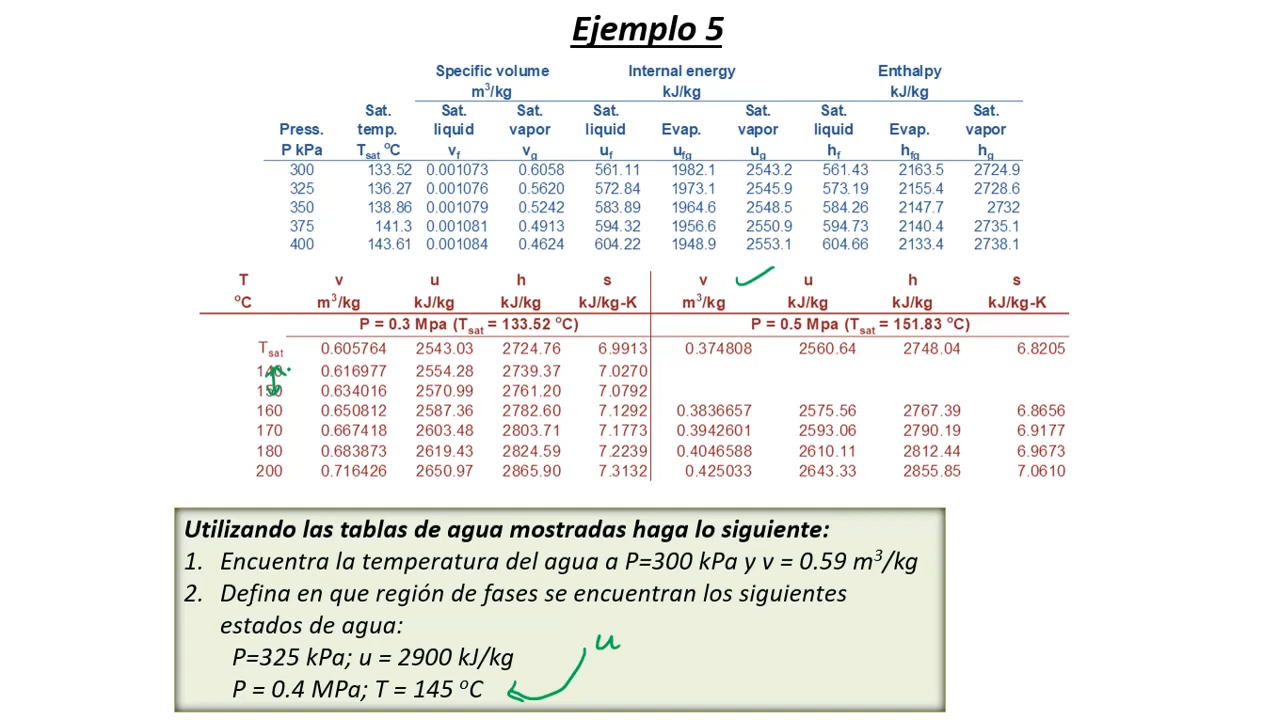 Ejemplo 5
Specific volume Internal energy Enthalpy
m³/kg kJ/kg kJ/kg
Sat. Sat. Sat. Sat. Sat. Sat. Sat.
Press. temp. liquid vapor liquid Evap. vapor liquid Evap. vapor
P kPa Tsat ºC vf vg uf ufg ug hf hfg hg
300 133.52 0.001073 0.6058 561.11 1982.1 2543.2 561.43 2163.5 2724.9
325 136.27 0.001076 0.5620 572.84 1973.1 2545.9 573.19 2155.4 2728.6
350 138.86 0.001079 0.5242 583.89 1964.6 2548.5 584.26 2147.7 2732
375 141.3 0.001081 0.4913 594.32 1956.6 2550.9 594.73 2140.4 2735.1
400 143.61 0.001084 0.4624 604.22 1948.9 2553.1 604.66 2133.4 2738.1
T v u h s v u h s
ºC m³/kg kJ/kg kJ/kg kJ/kg-K m³/kg kJ/kg kJ/kg kJ/kg-K
P = 0.3 Mpa (Tsat = 133.52 ºC) P = 0.5 Mpa (Tsat = 151.83 ºC)
Tsat 0.605764 2543.03 2724.76 6.9913 0.374808 2560.64 2748.04 6.8205
140 0.616977 2554.28 2739.37 7.0270
150 0.634016 2570.99 2761.20 7.0792
160 0.650812 2587.36 2782.60 7.1292 0.3836657 2575.56 2767.39 6.8656
170 0.667418 2603.48 2803.71 7.1773 0.3942601 2593.06 2790.19 6.9177
180 0.683873 2619.43 2824.59 7.2239 0.4046588 2610.11 2812.44 6.9673
200 0.716426 2650.97 2865.90 7.3132 0.425033 2643.33 2855.85 7.0610
Utilizando las tablas de agua mostradas haga lo siguiente:
1. Encuentra la temperatura del agua a P=300 kPa y v = 0.59 m³/kg
2. Defina en que región de fases se encuentran los siguientes
estados de agua:
u
P=325 kPa; u = 2900 kJ/kg
P = 0.4 MPa; T = 145 ºC